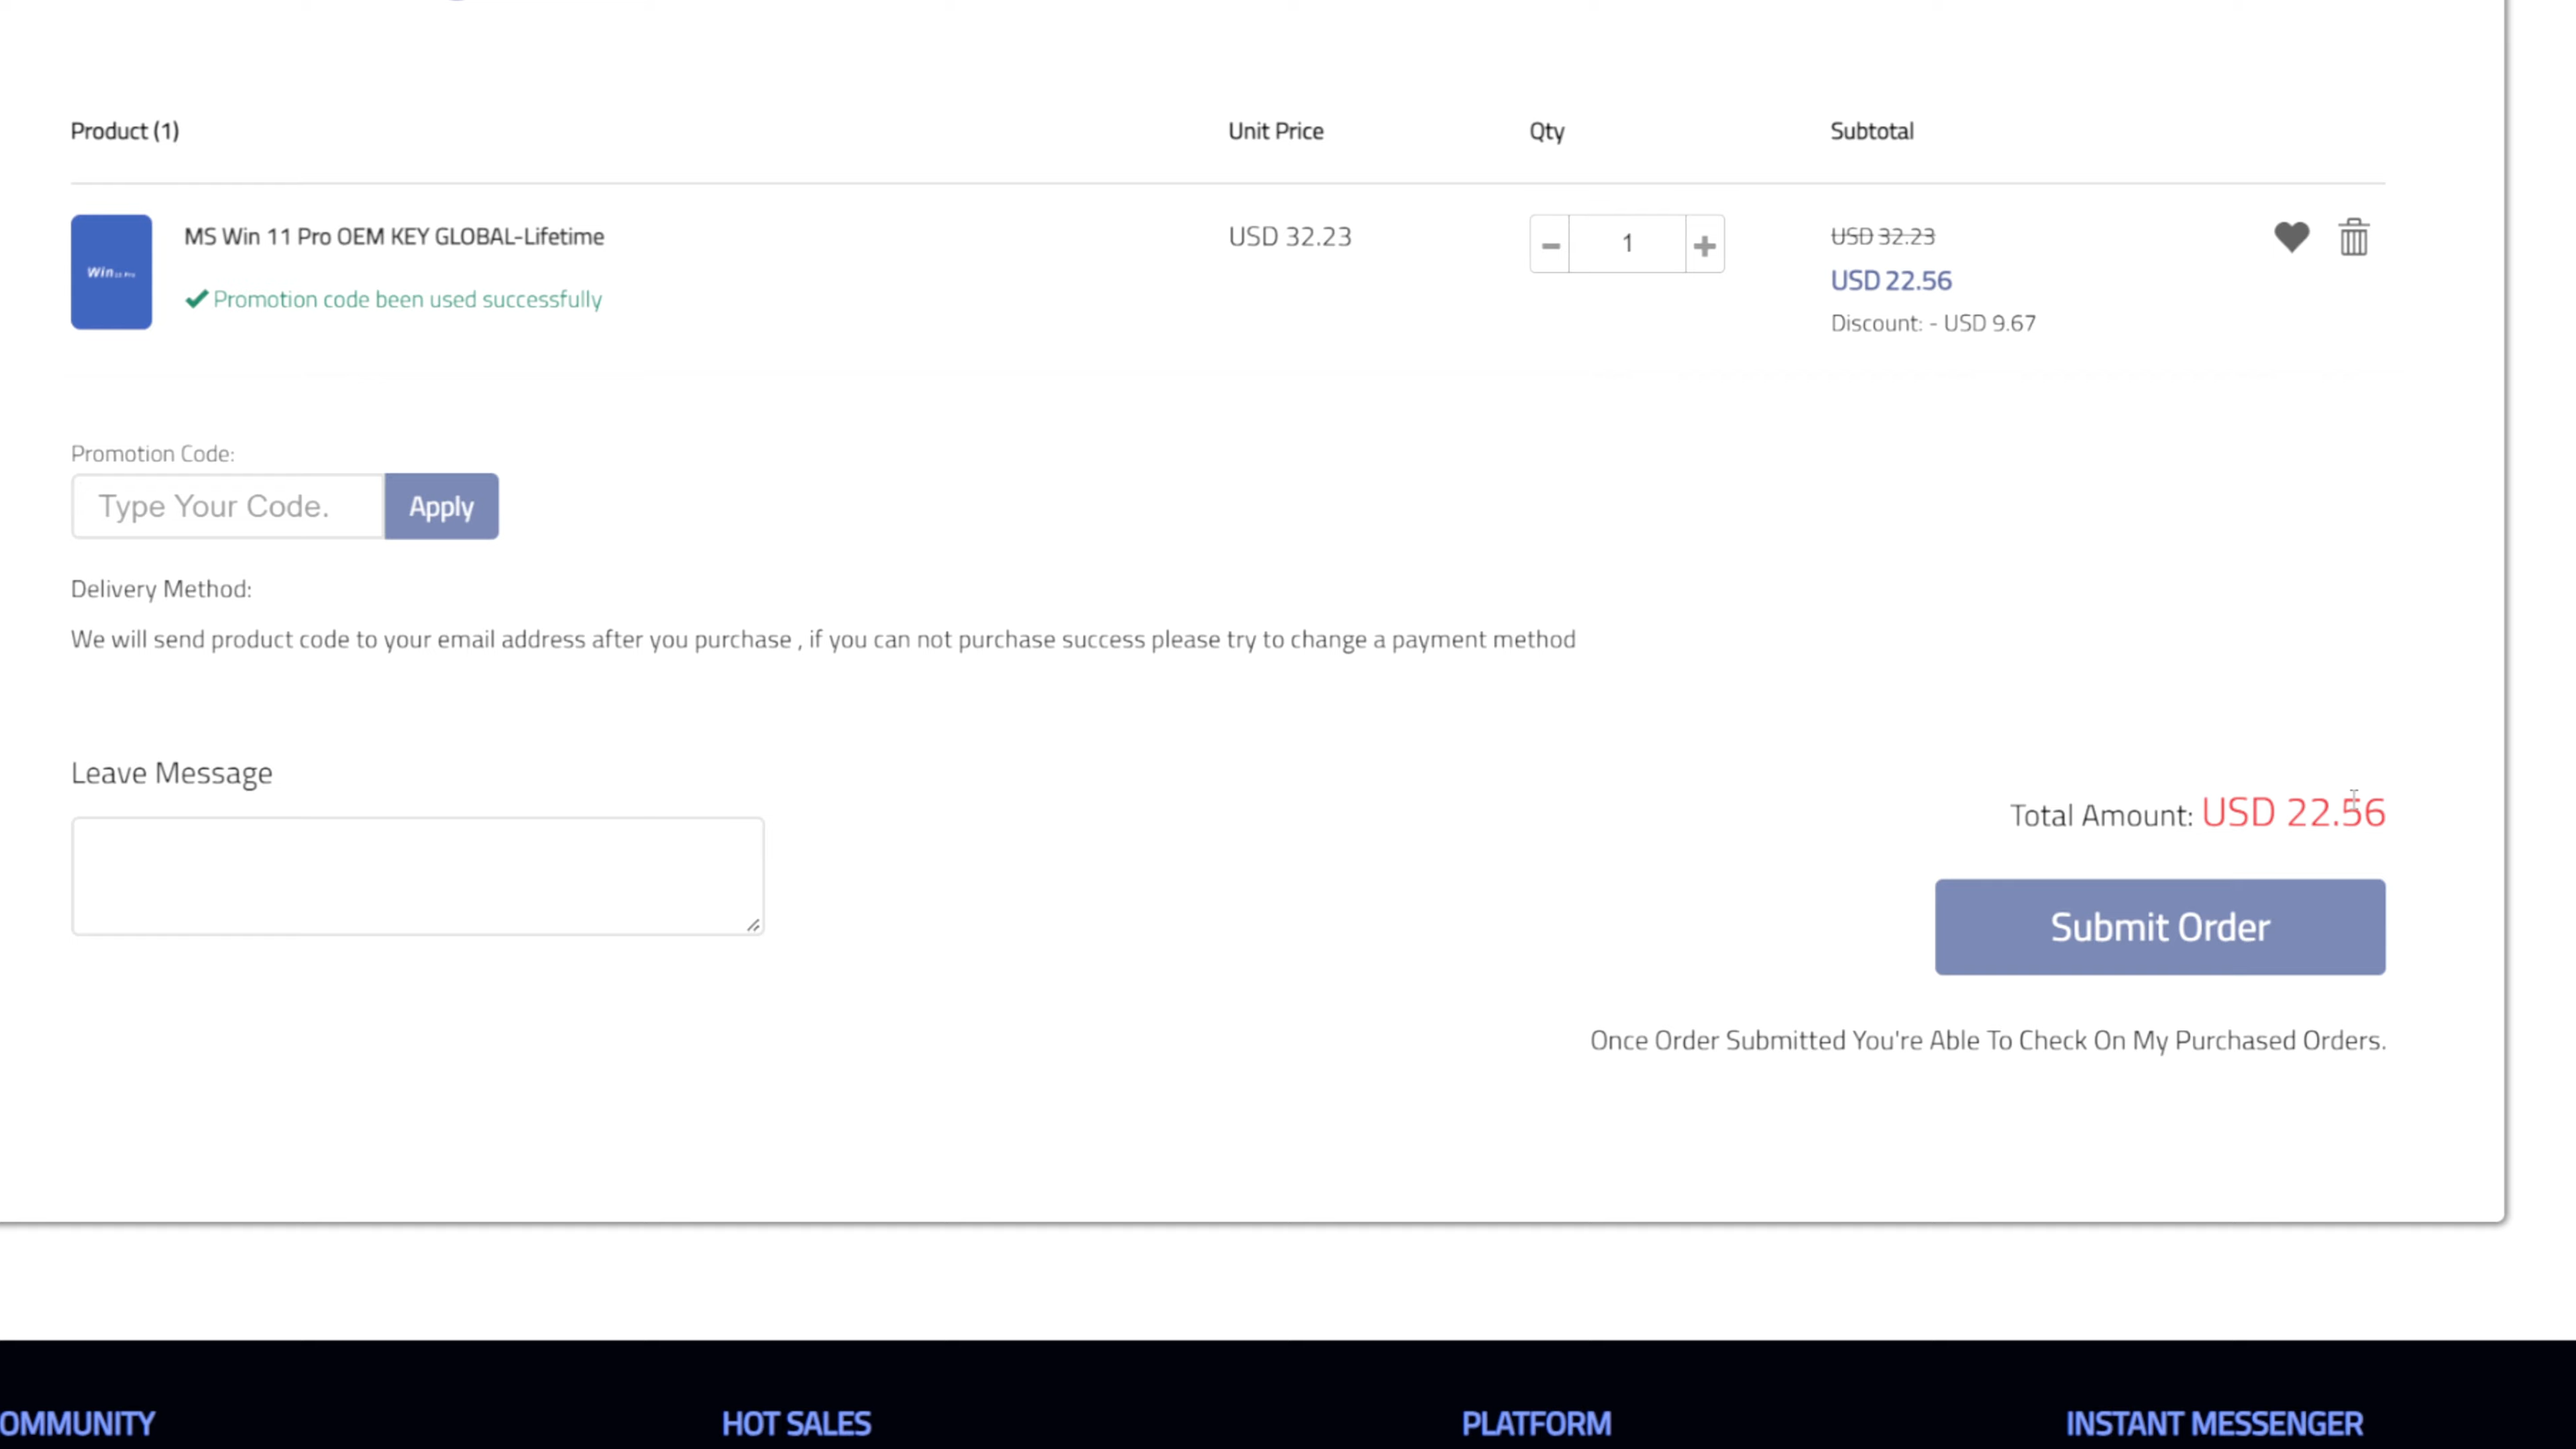 Product (1)
Unit Price
Qty
Subtotal
Win 11 Pro
MS Win 11 Pro OEM KEY GLOBAL-Lifetime
USD 32.23
1
USD 32.23
USD 22.56
Promotion code been used successfully
Discount: - USD 9.67
Promotion Code:
Type Your Code.
Apply
Delivery Method:
We will send product code to your email address after you purchase , if you can not purchase success please try to change a payment method
Leave Message
Total Amount: USD 22.56
Submit Order
Once Order Submitted You're Able To Check On My Purchased Orders.
OMMUNITY
HOT SALES
PLATFORM
INSTANT MESSENGER